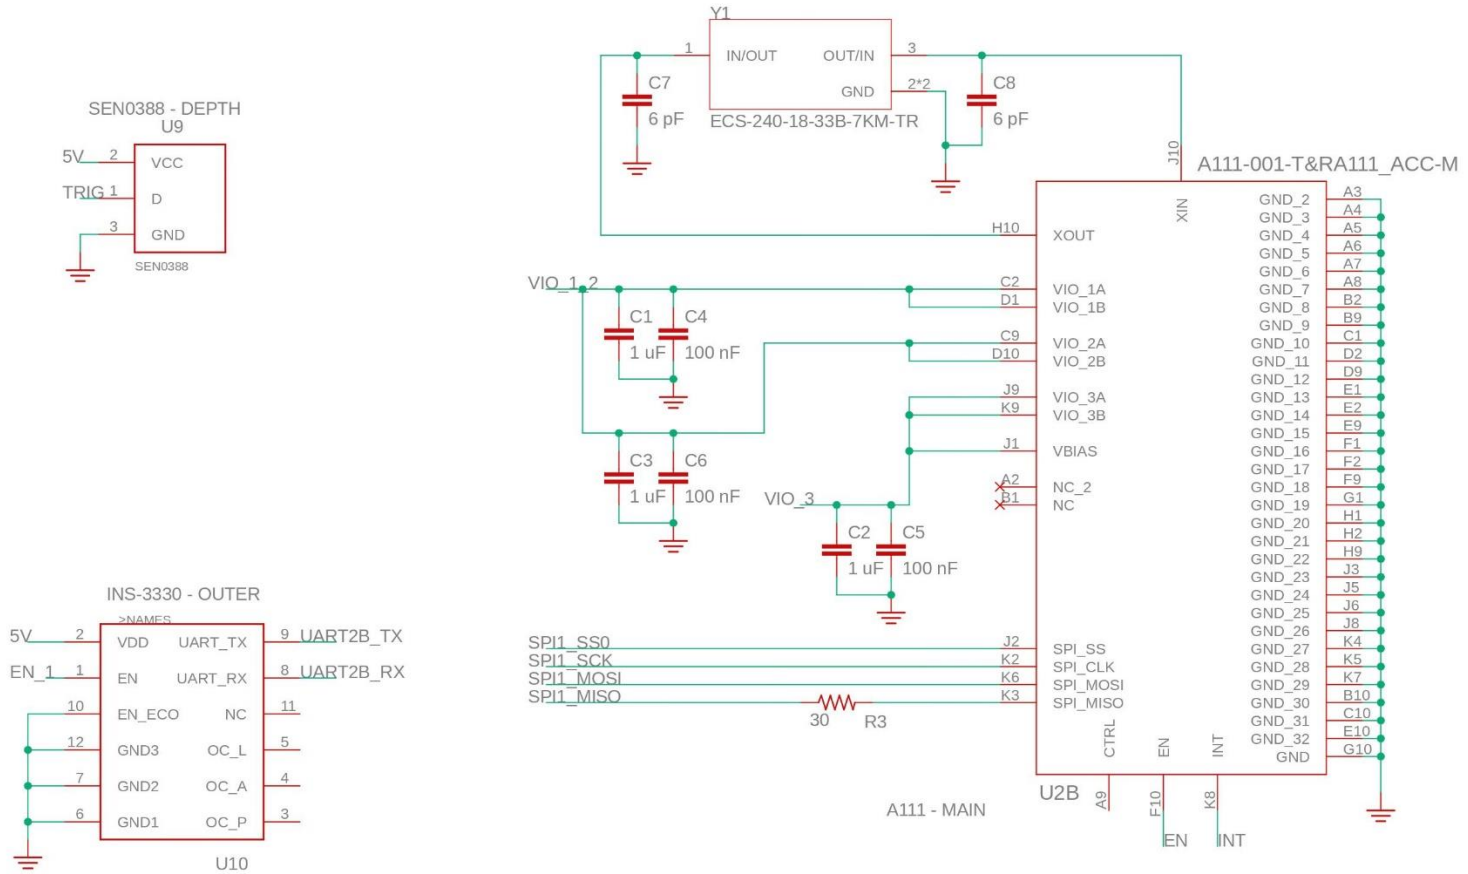 SEN0388 - DEPTH
U9
5V 2 VCC
TRIG 1 D
3 GND
SEN0388
Y1
1 IN/OUT OUT/IN 3
GND 2*2
ECS-240-18-33B-7KM-TR
C7
6 pF
C8
6 pF
A111-001-T&RA111_ACC-M
J10
XIN
H10 XOUT
VIO_1_2
C2 VIO_1A
D1 VIO_1B
C1
1 uF
C4
100 nF
C9 VIO_2A
D10 VIO_2B
J9 VIO_3A
K9 VIO_3B
J1 VBIAS
C3
1 uF
C6
100 nF
A2 NC_2
B1 NC
VIO_3
C2
1 uF
C5
100 nF
SPI1_SS0 J2 SPI_SS
SPI1_SCK K2 SPI_CLK
SPI1_MOSI K6 SPI_MOSI
SPI1_MISO K3 SPI_MISO
30 R3
GND_2 A3
GND_3 A4
GND_4 A5
GND_5 A6
GND_6 A7
GND_7 A8
GND_8 B2
GND_9 B9
GND_10 C1
GND_11 D2
GND_12 D9
GND_13 E1
GND_14 E2
GND_15 E9
GND_16 F1
GND_17 F2
GND_18 F9
GND_19 G1
GND_20 H1
GND_21 H2
GND_22 H9
GND_23 J3
GND_24 J5
GND_25 J6
GND_26 J8
GND_27 K4
GND_28 K5
GND_29 K7
GND_30 B10
GND_31 C10
GND_32 E10
GND G10
CTRL
EN
INT
A9
F10
K8
U2B
EN
INT
A111 - MAIN
INS-3330 - OUTER
>NAMES
5V 2 VDD UART_TX 9 UART2B_TX
EN_1 1 EN UART_RX 8 UART2B_RX
10 EN_ECO NC 11
12 GND3 OC_L 5
7 GND2 OC_A 4
6 GND1 OC_P 3
U10